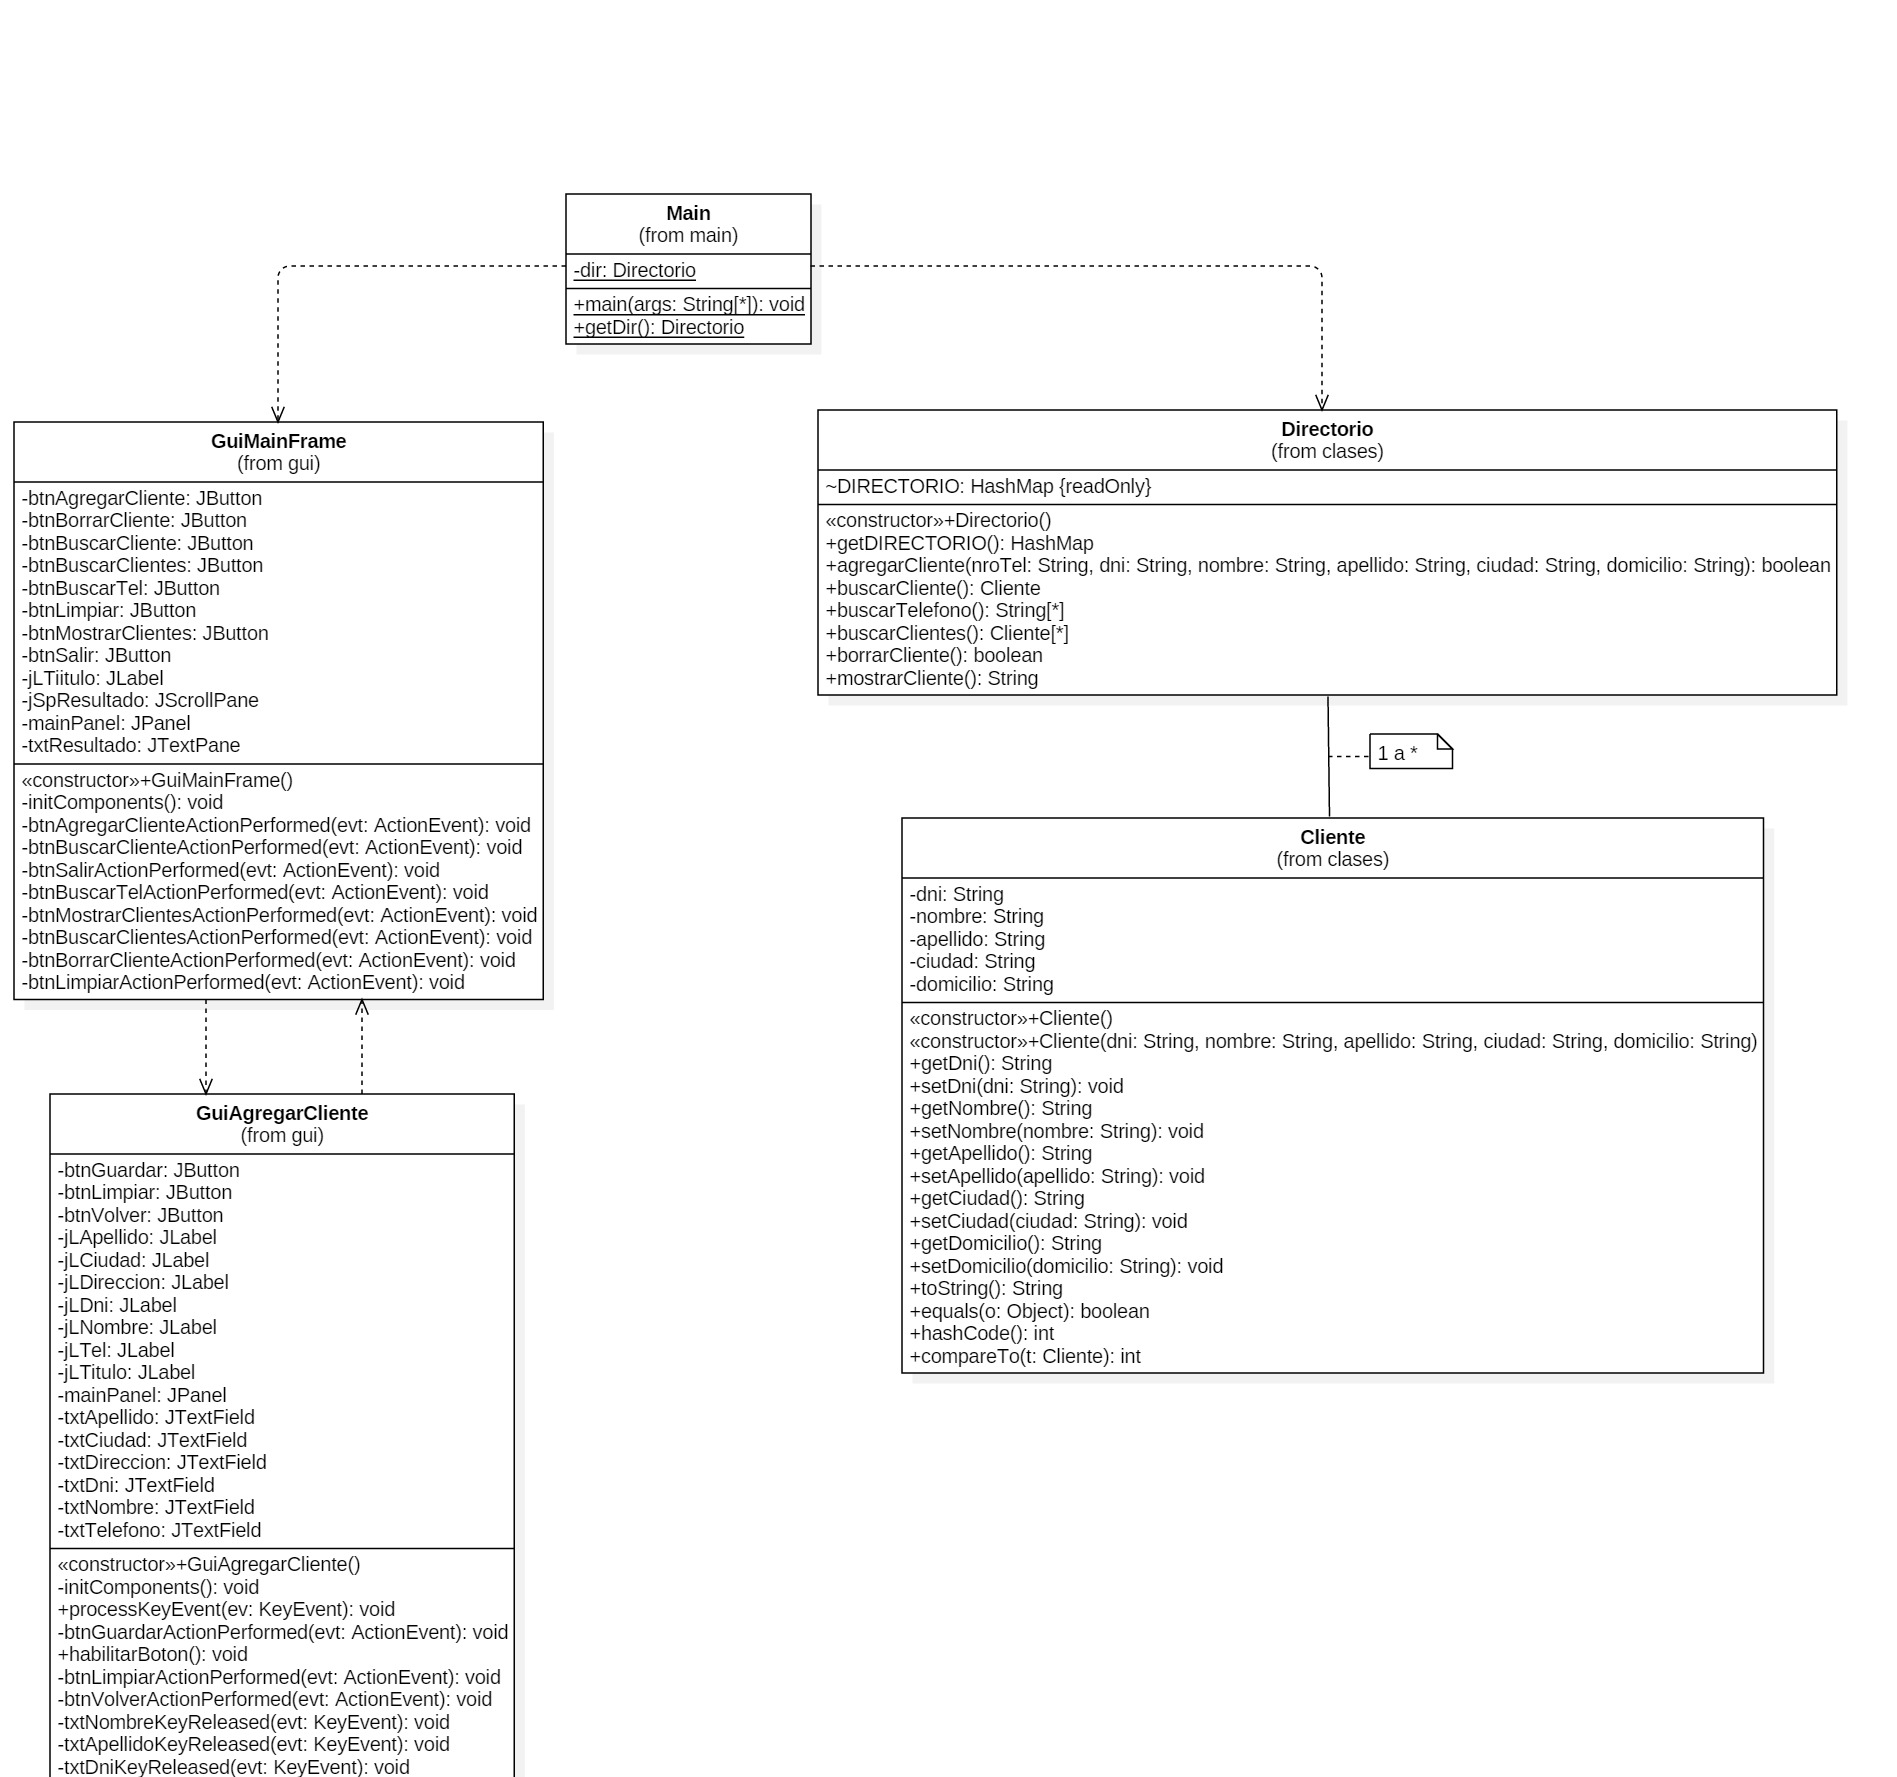 Main
(from main)
-dir: Directorio
+main(args: String[*]): void
+getDir(): Directorio
GuiMainFrame
(from gui)
-btnAgregarCliente: JButton
-btnBorrarCliente: JButton
-btnBuscarCliente: JButton
-btnBuscarClientes: JButton
-btnBuscarTel: JButton
-btnLimpiar: JButton
-btnMostrarClientes: JButton
-btnSalir: JButton
-jLTiitulo: JLabel
-jSpResultado: JScrollPane
-mainPanel: JPanel
-txtResultado: JTextPane
«constructor»+GuiMainFrame()
-initComponents(): void
-btnAgregarClienteActionPerformed(evt: ActionEvent): void
-btnBuscarClienteActionPerformed(evt: ActionEvent): void
-btnSalirActionPerformed(evt: ActionEvent): void
-btnBuscarTelActionPerformed(evt: ActionEvent): void
-btnMostrarClientesActionPerformed(evt: ActionEvent): void
-btnBuscarClientesActionPerformed(evt: ActionEvent): void
-btnBorrarClienteActionPerformed(evt: ActionEvent): void
-btnLimpiarActionPerformed(evt: ActionEvent): void
Directorio
(from clases)
~DIRECTORIO: HashMap {readOnly}
«constructor»+Directorio()
+getDIRECTORIO(): HashMap
+agregarCliente(nroTel: String, dni: String, nombre: String, apellido: String, ciudad: String, domicilio: String): boolean
+buscarCliente(): Cliente
+buscarTelefono(): String[*]
+buscarClientes(): Cliente[*]
+borrarCliente(): boolean
+mostrarCliente(): String
1 a *
Cliente
(from clases)
-dni: String
-nombre: String
-apellido: String
-ciudad: String
-domicilio: String
«constructor»+Cliente()
«constructor»+Cliente(dni: String, nombre: String, apellido: String, ciudad: String, domicilio: String)
+getDni(): String
+setDni(dni: String): void
+getNombre(): String
+setNombre(nombre: String): void
+getApellido(): String
+setApellido(apellido: String): void
+getCiudad(): String
+setCiudad(ciudad: String): void
+getDomicilio(): String
+setDomicilio(domicilio: String): void
+toString(): String
+equals(o: Object): boolean
+hashCode(): int
+compareTo(t: Cliente): int
GuiAgregarCliente
(from gui)
-btnGuardar: JButton
-btnLimpiar: JButton
-btnVolver: JButton
-jLApellido: JLabel
-jLCiudad: JLabel
-jLDireccion: JLabel
-jLDni: JLabel
-jLNombre: JLabel
-jLTel: JLabel
-jLTitulo: JLabel
-mainPanel: JPanel
-txtApellido: JTextField
-txtCiudad: JTextField
-txtDireccion: JTextField
-txtDni: JTextField
-txtNombre: JTextField
-txtTelefono: JTextField
«constructor»+GuiAgregarCliente()
-initComponents(): void
+processKeyEvent(ev: KeyEvent): void
-btnGuardarActionPerformed(evt: ActionEvent): void
+habilitarBoton(): void
-btnLimpiarActionPerformed(evt: ActionEvent): void
-btnVolverActionPerformed(evt: ActionEvent): void
-txtNombreKeyReleased(evt: KeyEvent): void
-txtApellidoKeyReleased(evt: KeyEvent): void
-txtDniKeyReleased(evt: KeyEvent): void